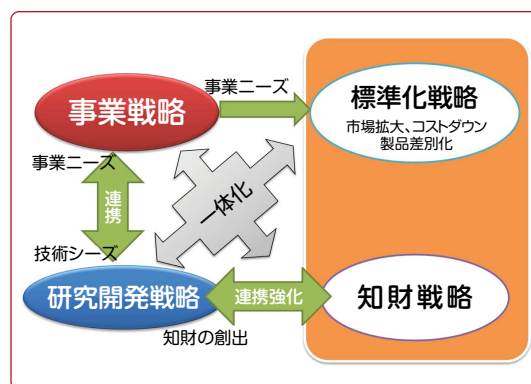 事業ニーズ
事業戦略
標準化戦略
市場拡大、コストダウン
製品差別化
事業ニーズ
連携
一体化
技術シーズ
研究開発戦略
連携強化
知財戦略
知財の創出